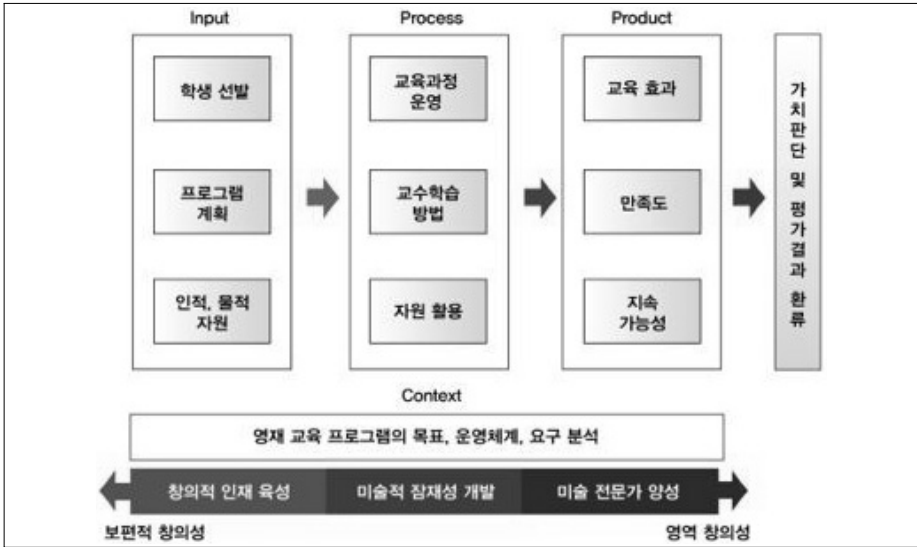 Input
학생 선발
프로그램
계획
인적, 물적
자원
Process
교육과정
운영
교수학습
방법
자원 활용
Product
교육 효과
만족도
지속
가능성
가치판단 및 평가결과 환류
Context
영재 교육 프로그램의 목표, 운영체계, 요구 분석
창의적 인재 육성
미술적 잠재성 개발
미술 전문가 양성
보편적 창의성
영역 창의성